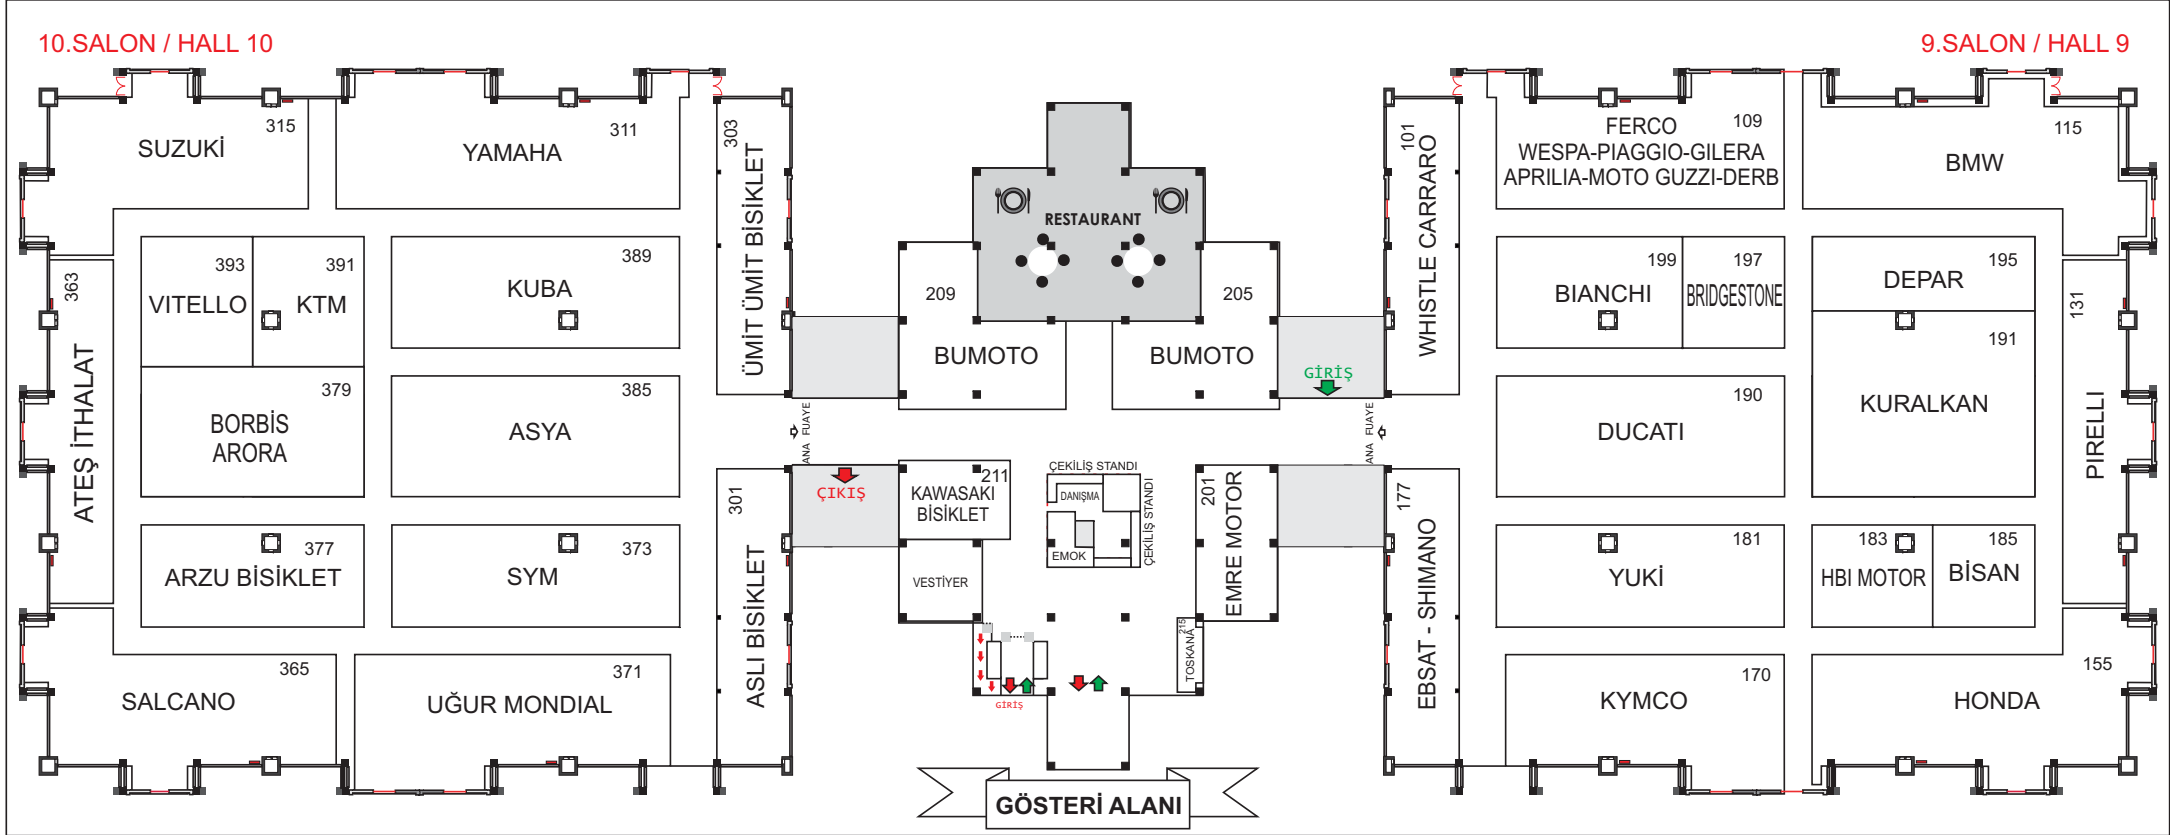 10.SALON / HALL 10
9.SALON / HALL 9
315
SUZUKİ
311
YAMAHA
303
ÜMİT ÜMİT BİSİKLET
393
VITELLO
391
KTM
389
KUBA
363
ATEŞ İTHALAT
379
BORBİS
ARORA
385
ASYA
377
ARZU BİSİKLET
373
SYM
301
ASLI BİSİKLET
365
SALCANO
371
UĞUR MONDIAL
RESTAURANT
209
BUMOTO
205
BUMOTO
GİRİŞ
ANA FUAYE
ANA FUAYE
ÇIKIŞ
211
KAWASAKI
BİSİKLET
VESTİYER
ÇEKİLİŞ STANDI
DANIŞMA
ÇEKİLİŞ STANDI
EMOK
201
EMRE MOTOR
215
TOSKANA
GİRİŞ
GÖSTERİ ALANI
101
WHISTLE CARRARO
109
FERCO
WESPA-PIAGGIO-GILERA
APRILIA-MOTO GUZZI-DERB
115
BMW
199
BIANCHI
197
BRIDGESTONE
195
DEPAR
191
KURALKAN
131
PIRELLI
190
DUCATI
177
EBSAT - SHIMANO
181
YUKİ
183
HBI MOTOR
185
BİSAN
170
KYMCO
155
HONDA